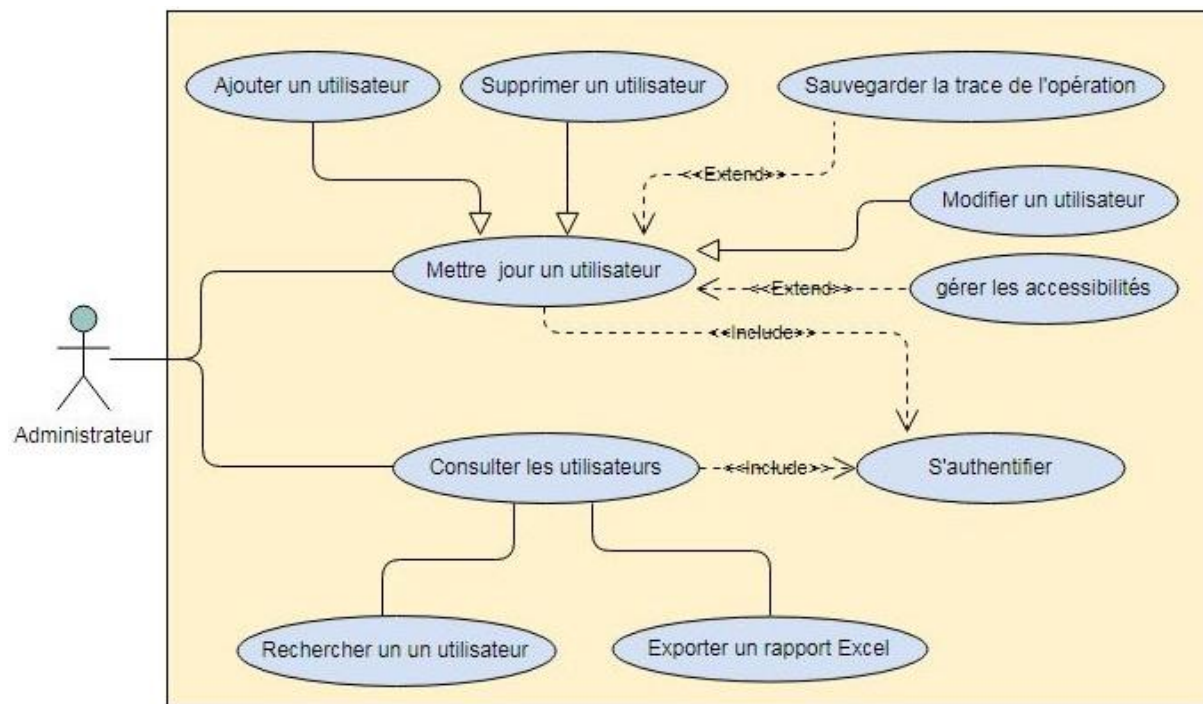 Ajouter un utilisateur
Supprimer un utilisateur
Sauvegarder la trace de l'opération
<<Extend>>
Modifier un utilisateur
Mettre  jour un utilisateur
<<Extend>>
gérer les accessibilités
<<Include>>
Administrateur
Consulter les utilisateurs
<<Include>>
S'authentifier
Rechercher un un utilisateur
Exporter un rapport Excel